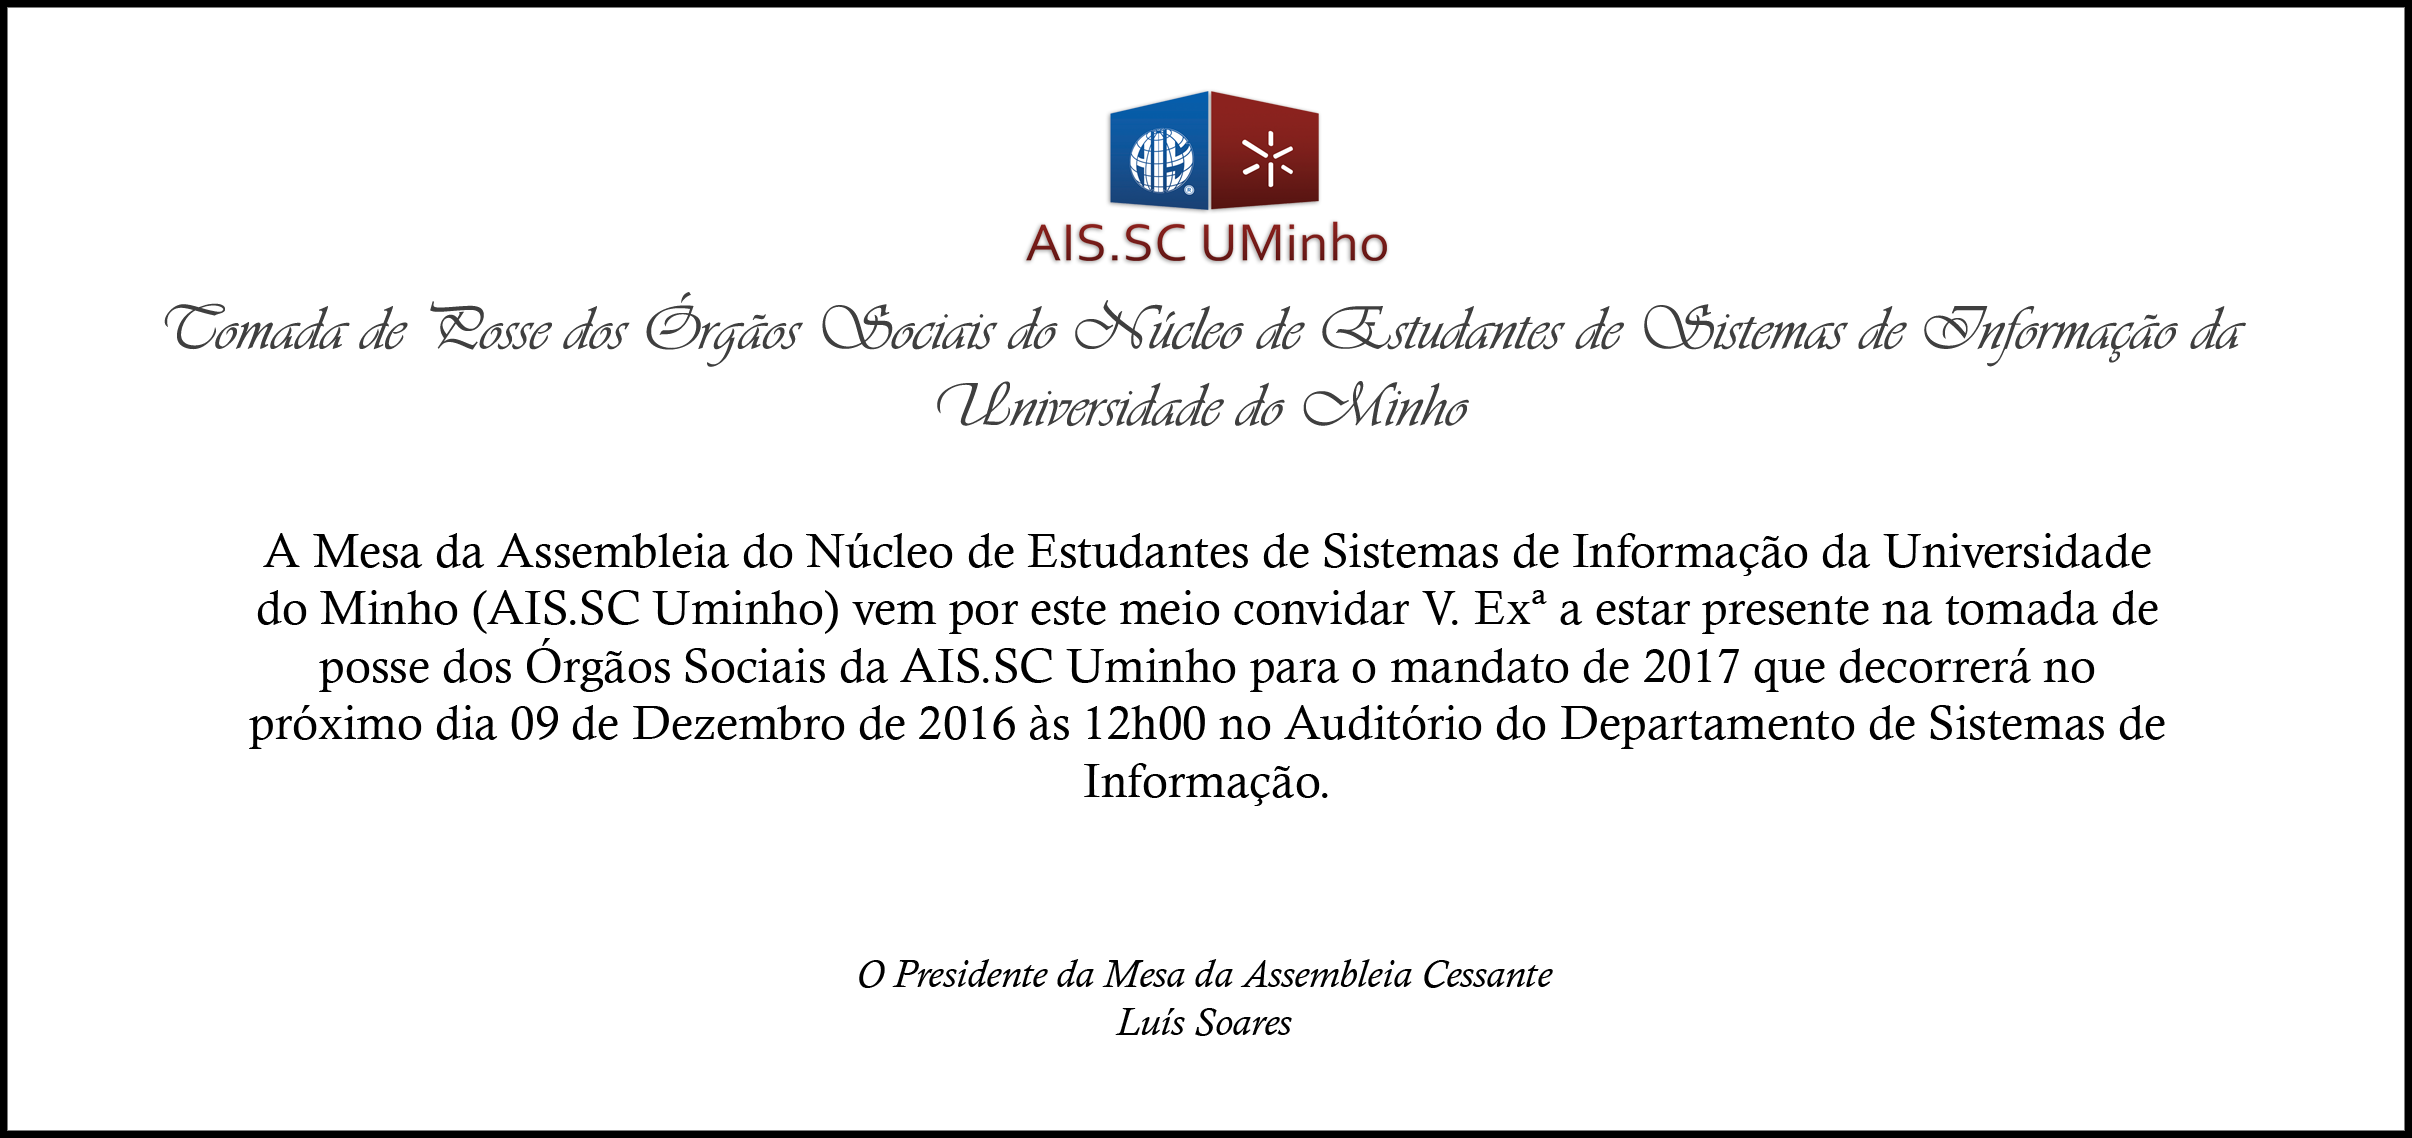 AIS.SC UMinho
Tomada de Posse dos Órgãos Sociais do Núcleo de Estudantes de Sistemas de Informação da
Universidade do Minho
A Mesa da Assembleia do Núcleo de Estudantes de Sistemas de Informação da Universidade
do Minho (AIS.SC Uminho) vem por este meio convidar V. Exª a estar presente na tomada de
posse dos Órgãos Sociais da AIS.SC Uminho para o mandato de 2017 que decorrerá no
próximo dia 09 de Dezembro de 2016 às 12h00 no Auditório do Departamento de Sistemas de
Informação.
O Presidente da Mesa da Assembleia Cessante
Luís Soares